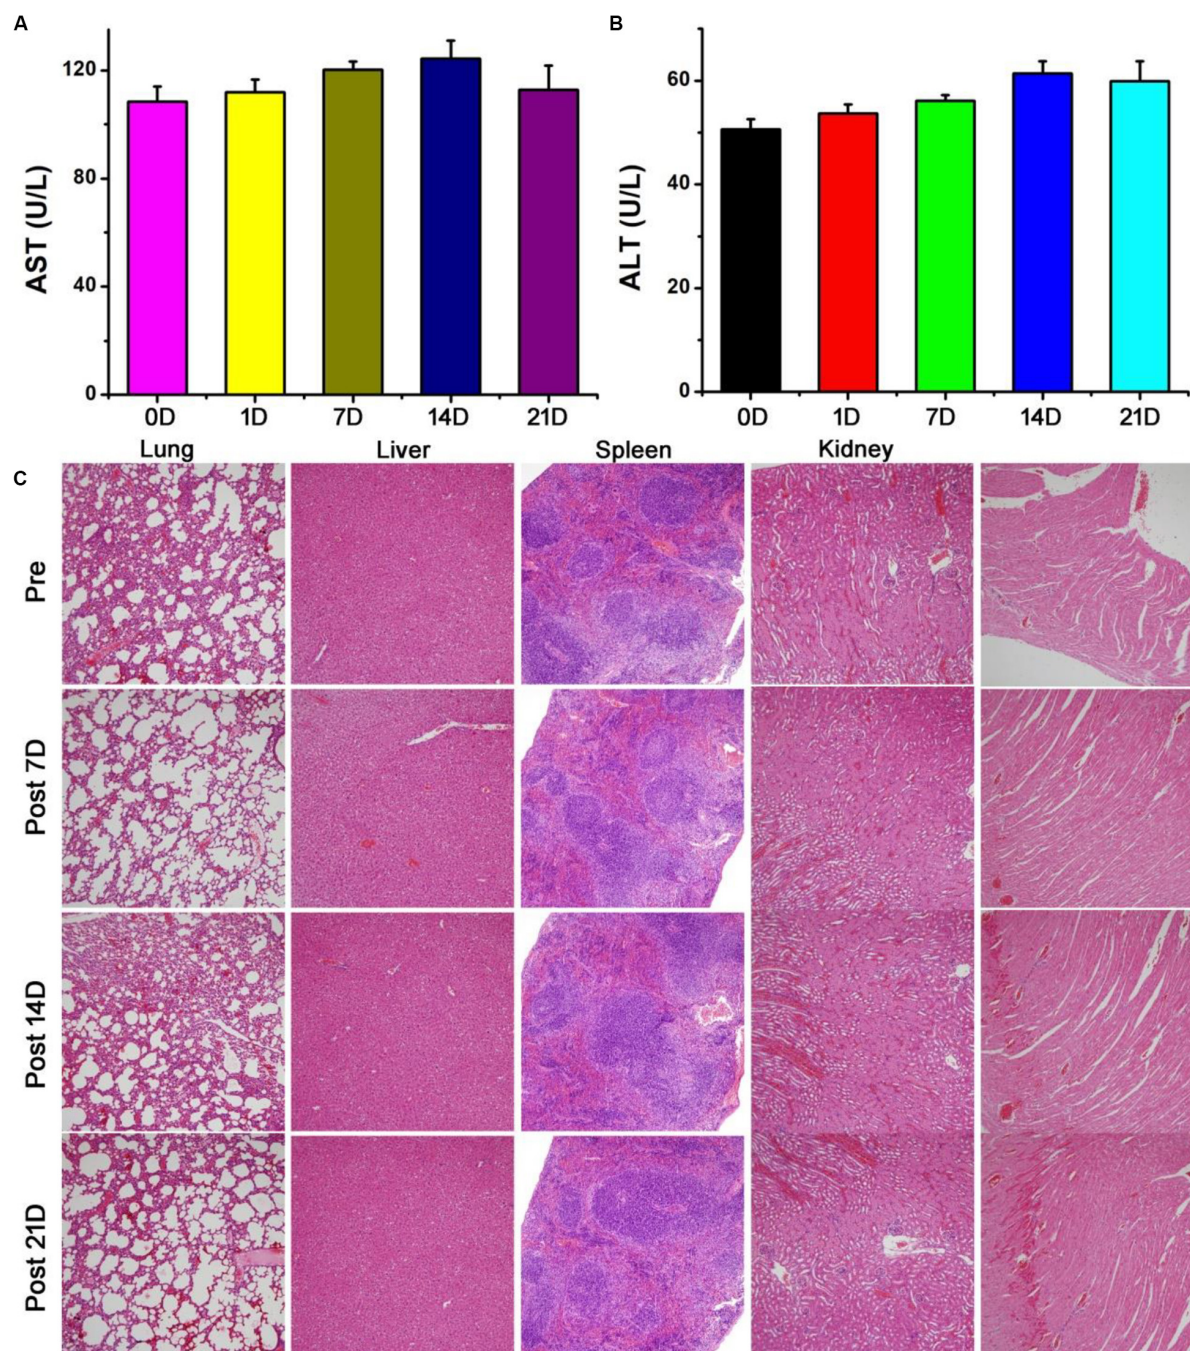 A
B
AST (U/L)
120
80
40
0
0D 1D 7D 14D 21D
ALT (U/L)
60
40
20
0
0D 1D 7D 14D 21D
C
Lung Liver Spleen Kidney
Pre
Post 7D
Post 14D
Post 21D